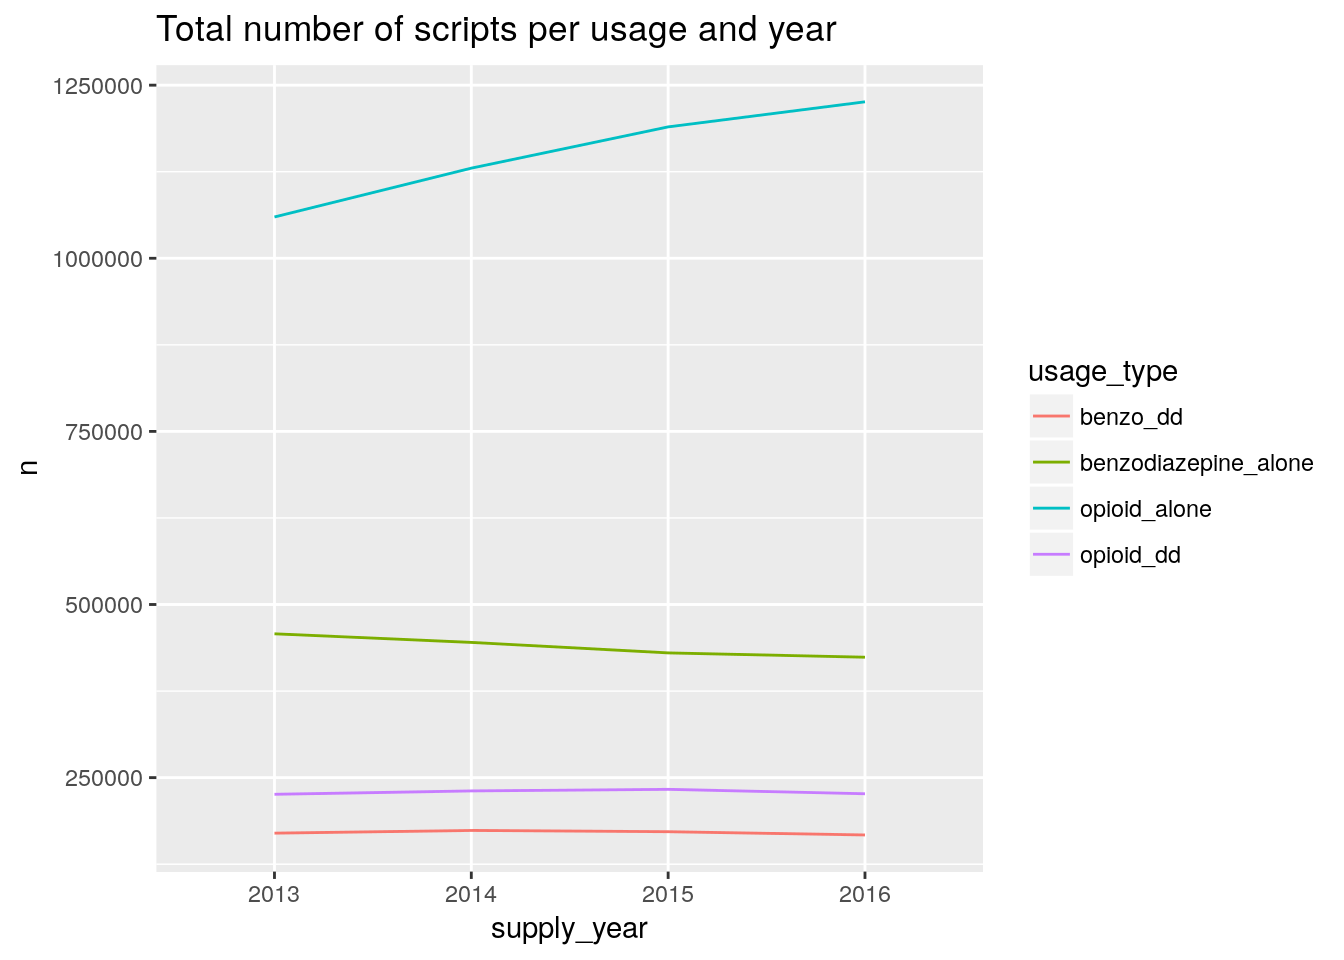 Total number of scripts per usage and year
1250000
1000000
750000
500000
250000
n
2013 2014 2015 2016
supply_year
usage_type
benzo_dd
benzodiazepine_alone
opioid_alone
opioid_dd